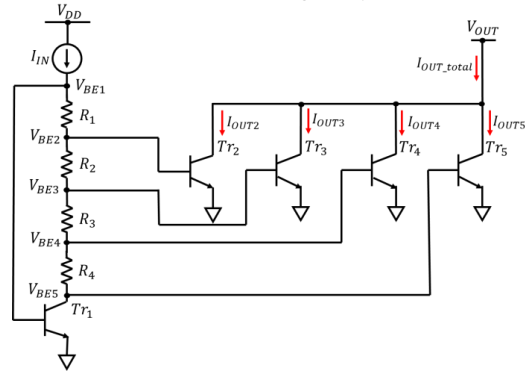 V_DD
V_OUT
I_IN
I_OUT_total
V_BE1
R_1
I_OUT2
I_OUT3
I_OUT4
I_OUT5
V_BE2
Tr_2
Tr_3
Tr_4
Tr_5
R_2
V_BE3
R_3
V_BE4
R_4
V_BE5
Tr_1